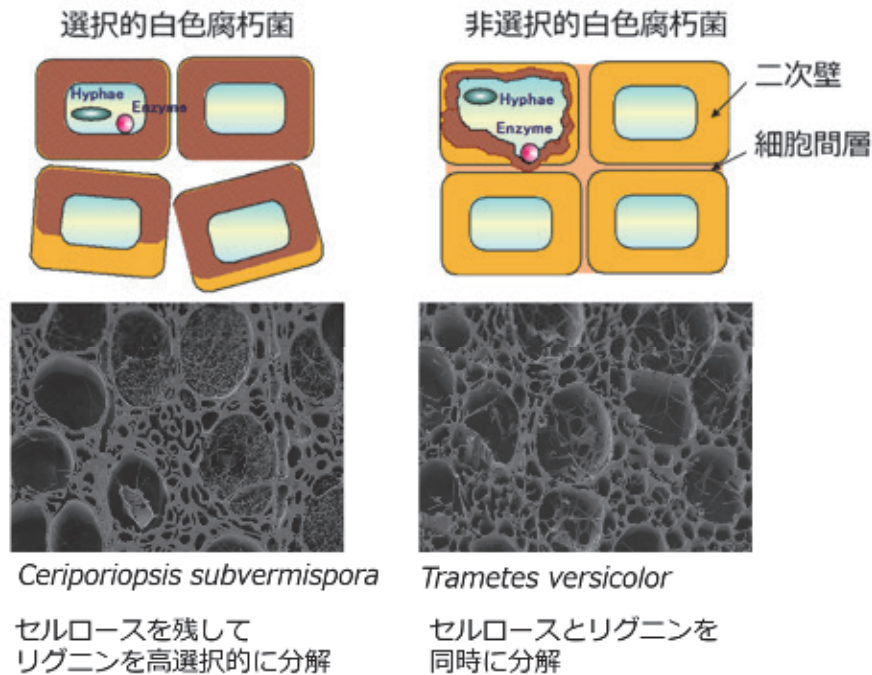 選択的白色腐朽菌
非選択的白色腐朽菌
Hyphae
Enzyme
Hyphae
Enzyme
二次壁
細胞間層
Ceriporiopsis subvermispora
Trametes versicolor
セルロースを残して
リグニンを高選択的に分解
セルロースとリグニンを
同時に分解